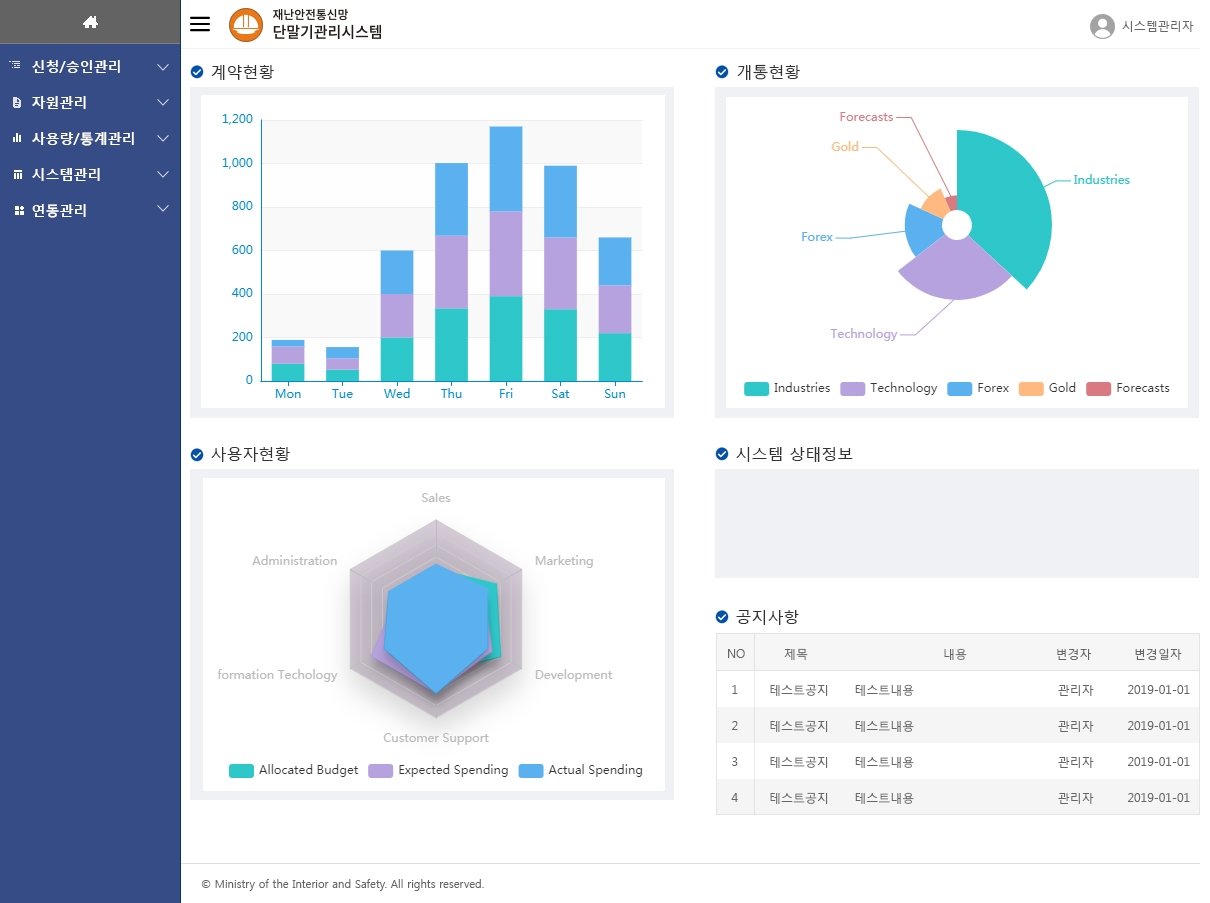 재난안전통신망
단말기관리시스템
시스템관리자
신청/승인관리
자원관리
사용량/통계관리
시스템관리
연통관리
계약현황
1,200
1,000
800
600
400
200
0
Mon Tue Wed Thu Fri Sat Sun
개통현황
Forecasts
Gold
Industries
Forex
Technology
Industries Technology Forex Gold Forecasts
사용자현황
Sales
Administration Marketing
formation Techology Development
Customer Support
Allocated Budget Expected Spending Actual Spending
시스템 상태정보
공지사항
NO 제목 내용 변경자 변경일자
1 테스트공지 테스트내용 관리자 2019-01-01
2 테스트공지 테스트내용 관리자 2019-01-01
3 테스트공지 테스트내용 관리자 2019-01-01
4 테스트공지 테스트내용 관리자 2019-01-01
© Ministry of the Interior and Safety. All rights reserved.